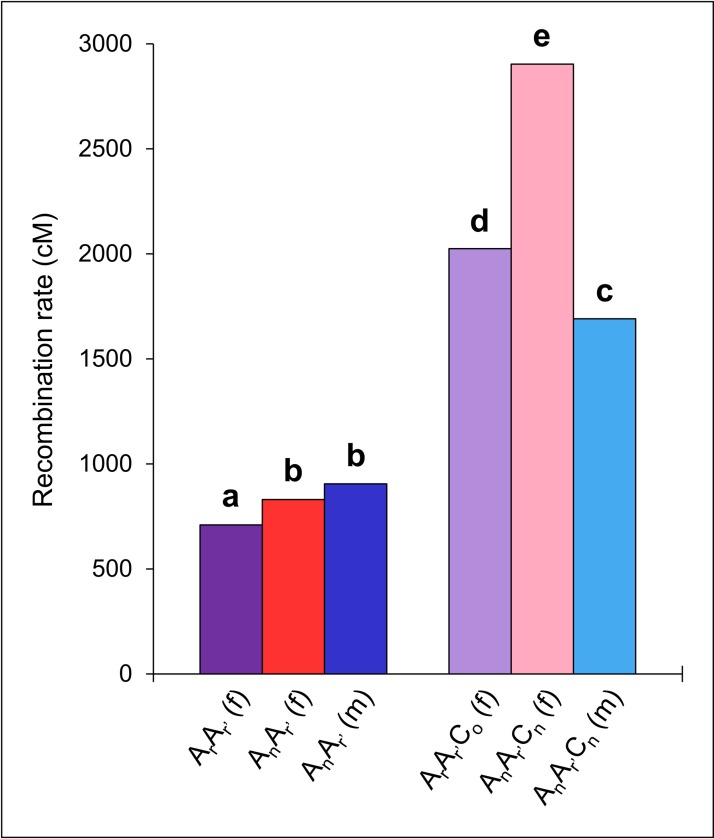 3000
2500
2000
1500
1000
500
0
Recombination rate (cM)
a
b
b
d
e
c
ArAr' (f)
AnAr' (f)
AnAr' (m)
ArAr'Co (f)
AnAr'Cn (f)
AnAr'Cn (m)